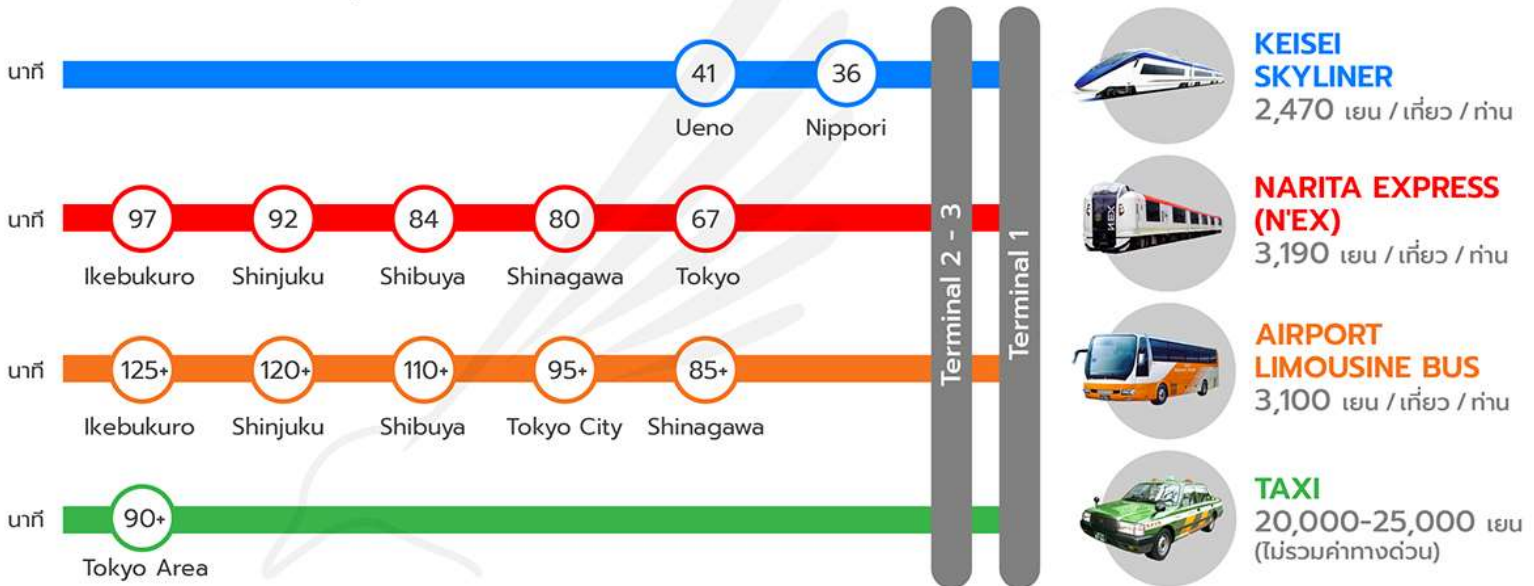 นาที
41
36
Ueno
Nippori
KEISEI
SKYLINER
2,470 เยน / เที่ยว / ท่าน
นาที
97
92
84
80
67
Ikebukuro
Shinjuku
Shibuya
Shinagawa
Tokyo
NARITA EXPRESS
(N'EX)
3,190 เยน / เที่ยว / ท่าน
N'EX
Terminal 2 - 3
Terminal 1
นาที
125+
120+
110+
95+
85+
Ikebukuro
Shinjuku
Shibuya
Tokyo City
Shinagawa
AIRPORT
LIMOUSINE BUS
3,100 เยน / เที่ยว / ท่าน
นาที
90+
Tokyo Area
TAXI
20,000-25,000 เยน
(ไม่รวมค่าทางด่วน)